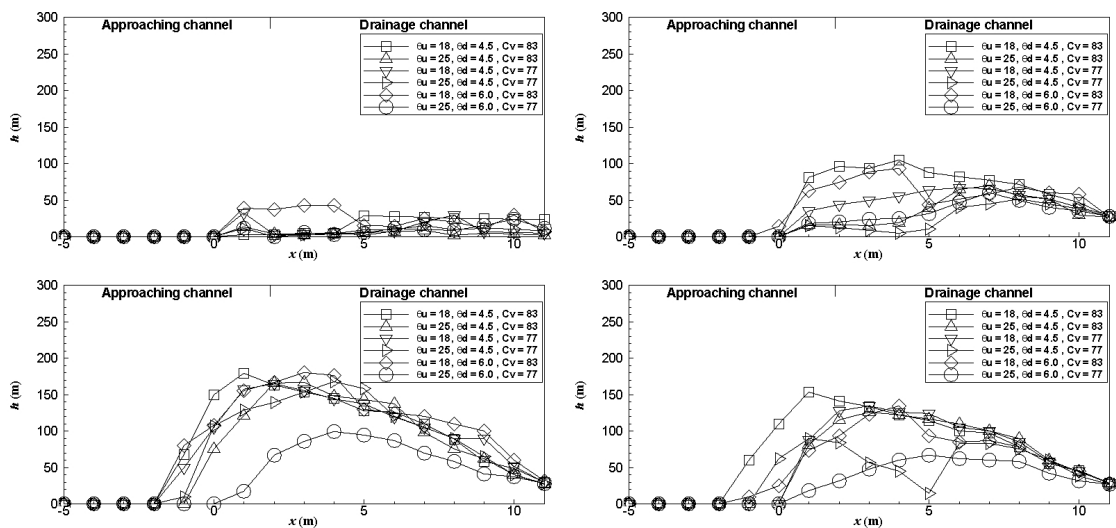 Approaching channel Drainage channel
300
250
200
150
100
50
0
h (m)
θu = 18, θd = 4.5 , Cv = 83
θu = 25, θd = 4.5 , Cv = 83
θu = 18, θd = 4.5 , Cv = 77
θu = 25, θd = 4.5 , Cv = 77
θu = 18, θd = 6.0 , Cv = 83
θu = 25, θd = 6.0 , Cv = 77
-5 0 5 10
x (m)
Approaching channel Drainage channel
300
250
200
150
100
50
0
h (m)
θu = 18, θd = 4.5 , Cv = 83
θu = 25, θd = 4.5 , Cv = 83
θu = 18, θd = 4.5 , Cv = 77
θu = 25, θd = 4.5 , Cv = 77
θu = 18, θd = 6.0 , Cv = 83
θu = 25, θd = 6.0 , Cv = 77
-5 0 5 10
x (m)
Approaching channel Drainage channel
300
250
200
150
100
50
0
h (m)
θu = 18, θd = 4.5 , Cv = 83
θu = 25, θd = 4.5 , Cv = 83
θu = 18, θd = 4.5 , Cv = 77
θu = 25, θd = 4.5 , Cv = 77
θu = 18, θd = 6.0 , Cv = 83
θu = 25, θd = 6.0 , Cv = 77
-5 0 5 10
x (m)
Approaching channel Drainage channel
300
250
200
150
100
50
0
h (m)
θu = 18, θd = 4.5 , Cv = 83
θu = 25, θd = 4.5 , Cv = 83
θu = 18, θd = 4.5 , Cv = 77
θu = 25, θd = 4.5 , Cv = 77
θu = 18, θd = 6.0 , Cv = 83
θu = 25, θd = 6.0 , Cv = 77
-5 0 5 10
x (m)